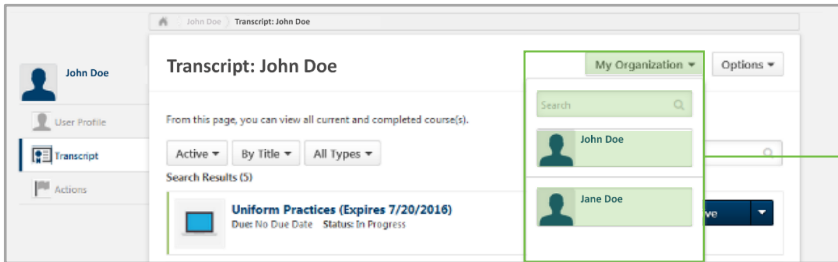 John Doe Transcript: John Doe
John Doe
User Profile
Transcript
Actions
Transcript: John Doe
My Organization
Options
Search
John Doe
Jane Doe
From this page, you can view all current and completed course(s).
Active By Title All Types
Search Results (5)
Uniform Practices (Expires 7/20/2016)
Due: No Due Date Status: In Progress